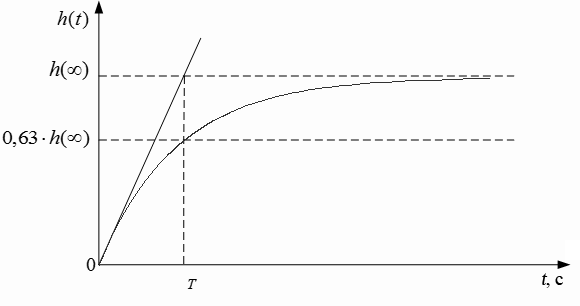 h(t)
h(∞)
0,63·h(∞)
0
T
t, c